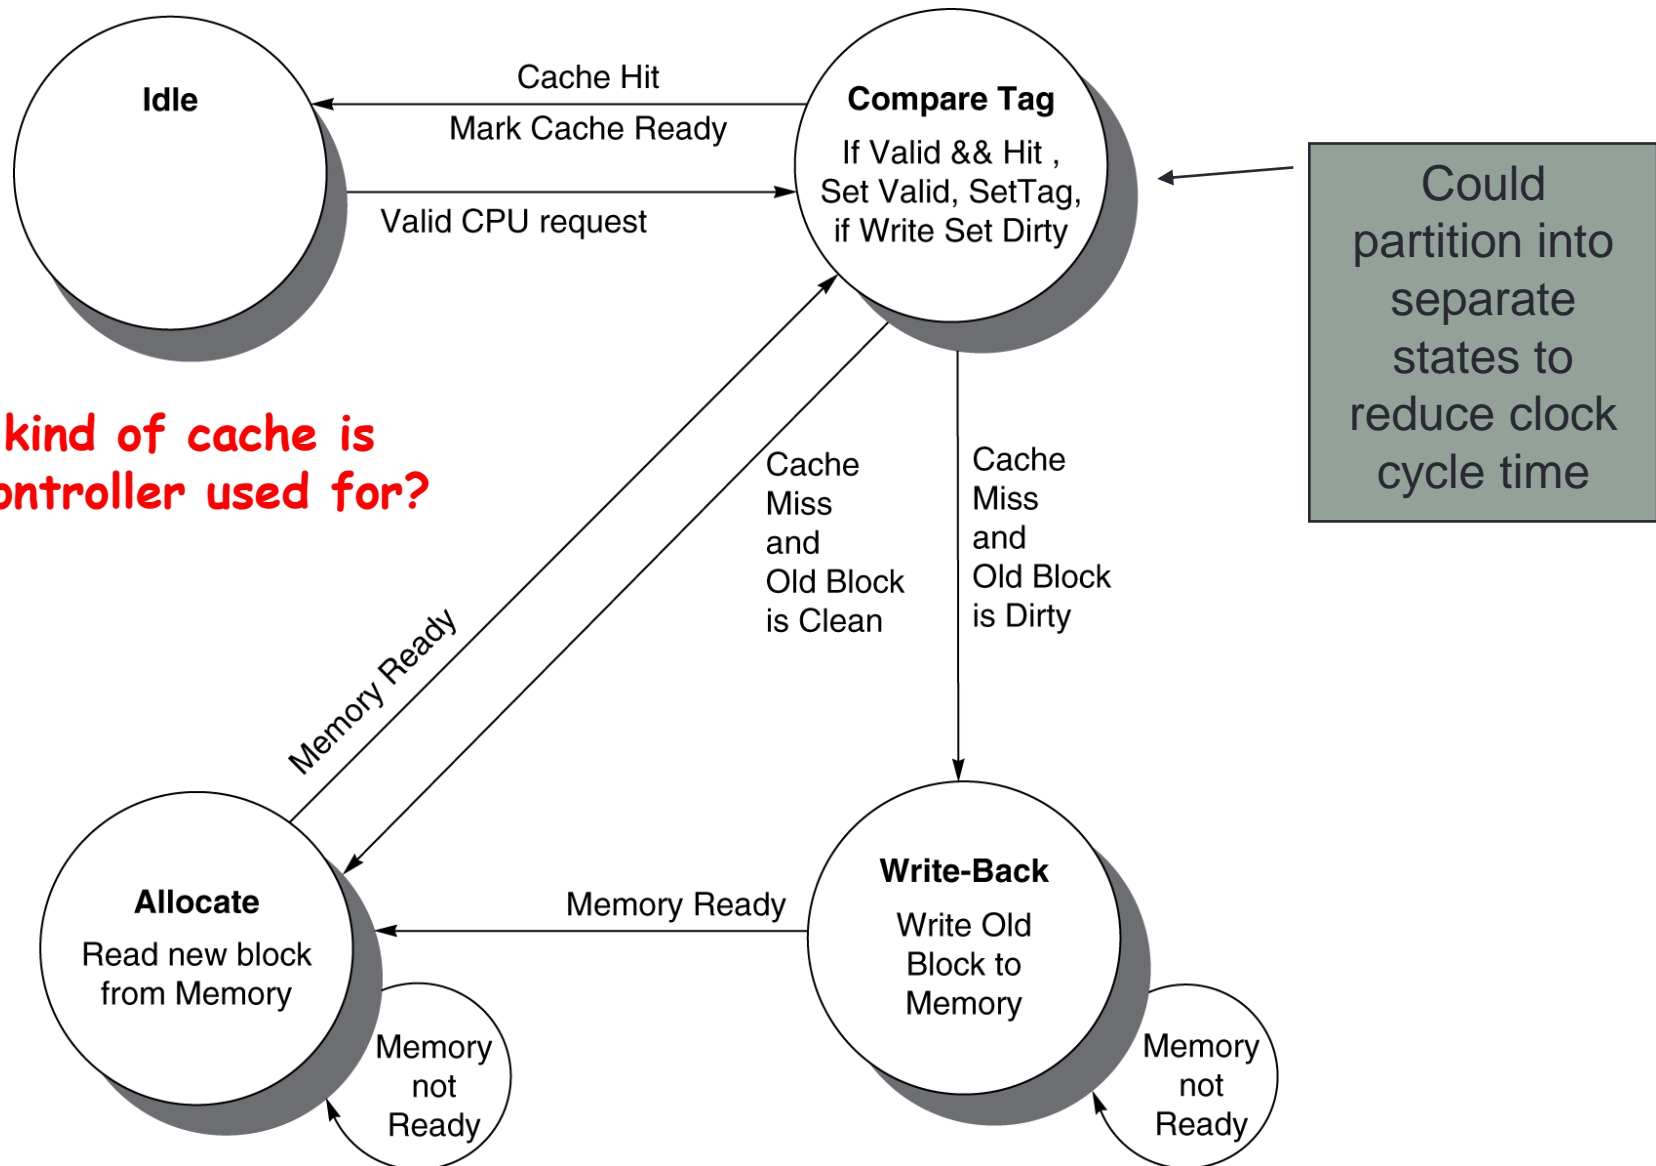 Idle
Cache Hit
Mark Cache Ready
Valid CPU request
Compare Tag
If Valid && Hit ,
Set Valid, SetTag,
if Write Set Dirty
Could
partition into
separate
states to
reduce clock
cycle time
kind of cache is
ontroller used for?
Cache
Miss
and
Old Block
is Clean
Cache
Miss
and
Old Block
is Dirty
Memory Ready
Allocate
Read new block
from Memory
Memory
not
Ready
Memory Ready
Write-Back
Write Old
Block to
Memory
Memory
not
Ready